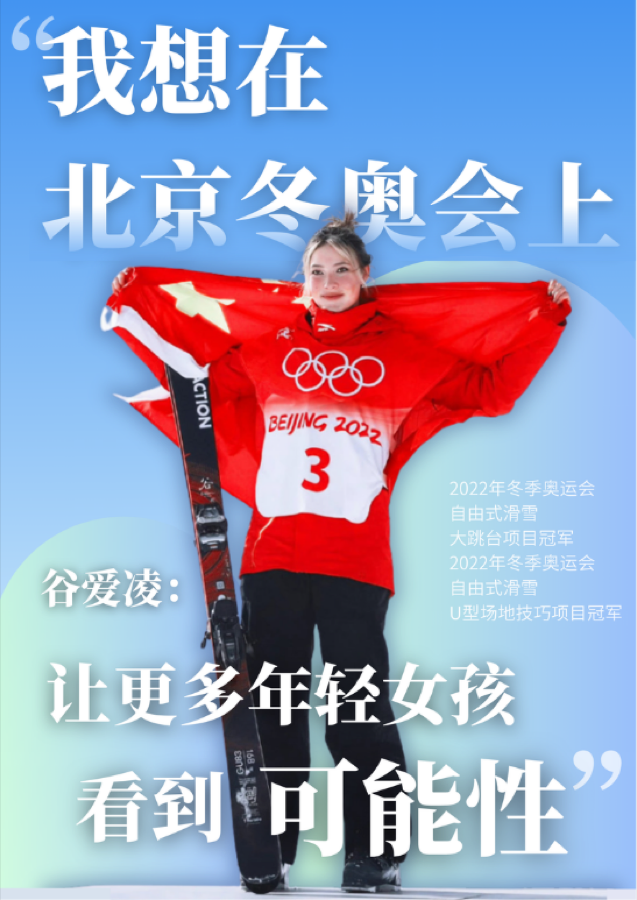 “我想在
北京冬奥会上
BEIJING 2022
3
ACTION
谷
2022年冬季奥运会
自由式滑雪
大跳台项目冠军
2022年冬季奥运会
自由式滑雪
U型场地技巧项目冠军
谷爱凌：
让更多年轻女孩
看到 可能性”
168